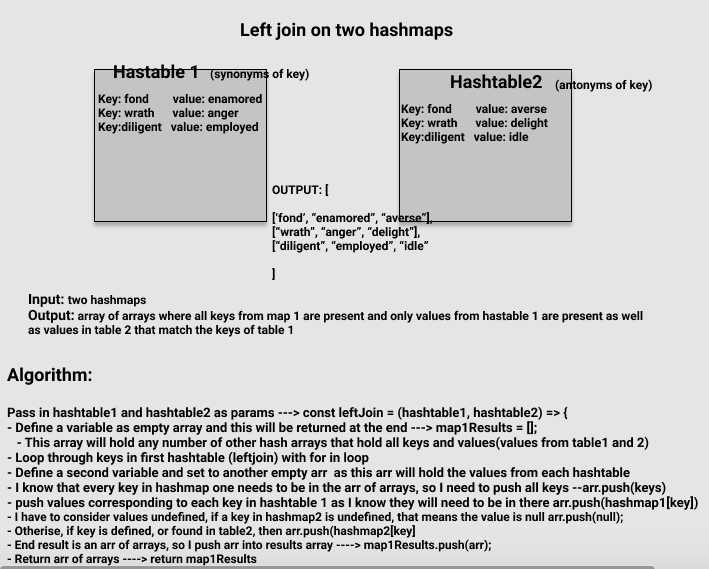 Left join on two hashmaps
Hastable 1 (synonyms of key)
Key: fond value: enamored
Key: wrath value: anger
Key:diligent value: employed
Hashtable2 (antonyms of key)
Key: fond value: averse
Key: wrath value: delight
Key:diligent value: idle
OUTPUT: [
['fond', “enamored”, “averse”],
[“wrath”, “anger”, “delight”],
[“diligent”, “employed”, “idle”
]
Input: two hashmaps
Output: array of arrays where all keys from map 1 are present and only values from hastable 1 are present as well
as values in table 2 that match the keys of table 1
Algorithm:
Pass in hashtable1 and hashtable2 as params ---> const leftJoin = (hashtable1, hashtable2) => {
- Define a variable as empty array and this will be returned at the end ---> map1Results = [];
- This array will hold any number of other hash arrays that hold all keys and values(values from table1 and 2)
- Loop through keys in first hashtable (leftjoin) with for in loop
- Define a second variable and set to another empty arr as this arr will hold the values from each hashtable
- I know that every key in hashmap one needs to be in the arr of arrays, so I need to push all keys --arr.push(keys)
- push values corresponding to each key in hashtable 1 as I know they will need to be in there arr.push(hashmap1[key])
- I have to consider values undefined, if a key in hashmap2 is undefined, that means the value is null arr.push(null);
- Otherise, if key is defined, or found in table2, then arr.push(hashmap2[key]
- End result is an arr of arrays, so I push arr into results array ----> map1Results.push(arr);
- Return arr of arrays ----> return map1Results